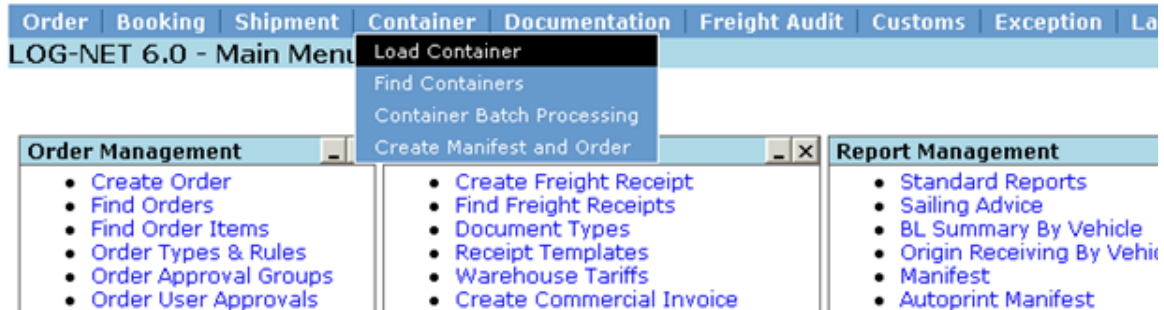 Order Booking Shipment Container Documentation Freight Audit Customs Exception
LOG-NET 6.0 - Main Menu
Load Container
Find Containers
Container Batch Processing
Create Manifest and Order
Order Management
Create Order
Find Orders
Find Order Items
Order Types & Rules
Order Approval Groups
Order User Approvals
Create Freight Receipt
Find Freight Receipts
Document Types
Receipt Templates
Warehouse Tariffs
Create Commercial Invoice
Report Management
Standard Reports
Sailing Advice
BL Summary By Vehicle
Origin Receiving By
Manifest
Autoprint Manifest